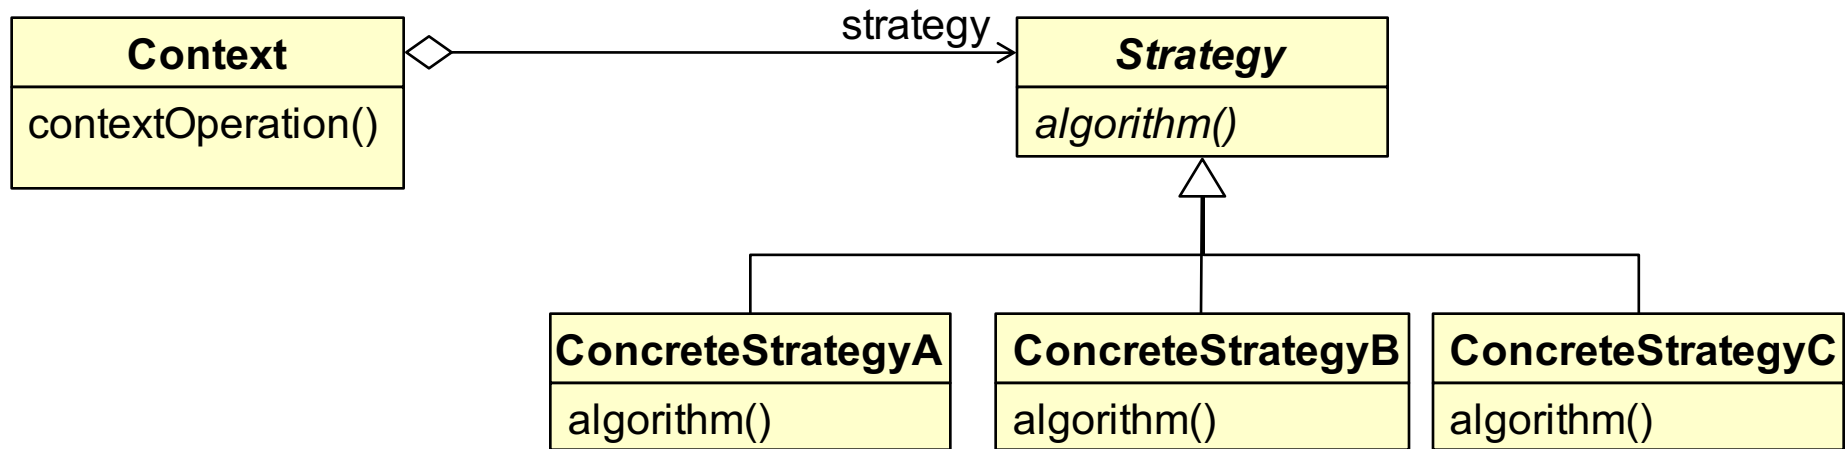 strategy
Context
contextOperation()
Strategy
algorithm()
ConcreteStrategyA
algorithm()
ConcreteStrategyB
algorithm()
ConcreteStrategyC
algorithm()